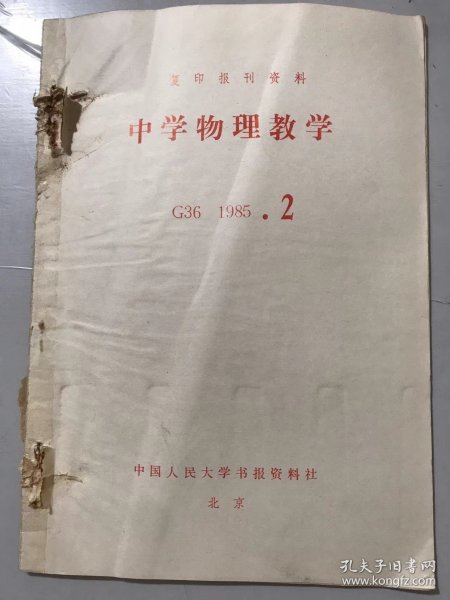 复印报刊资料
中学物理教学
G36 1985.2
中国人民大学书报资料社
北京
孔夫子旧书网
www.kongfz.com